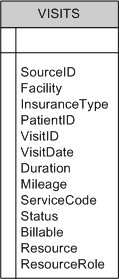 VISITS
SourceID
Facility
InsuranceType
PatientID
VisitID
VisitDate
Duration
Mileage
ServiceCode
Status
Billable
Resource
ResourceRole